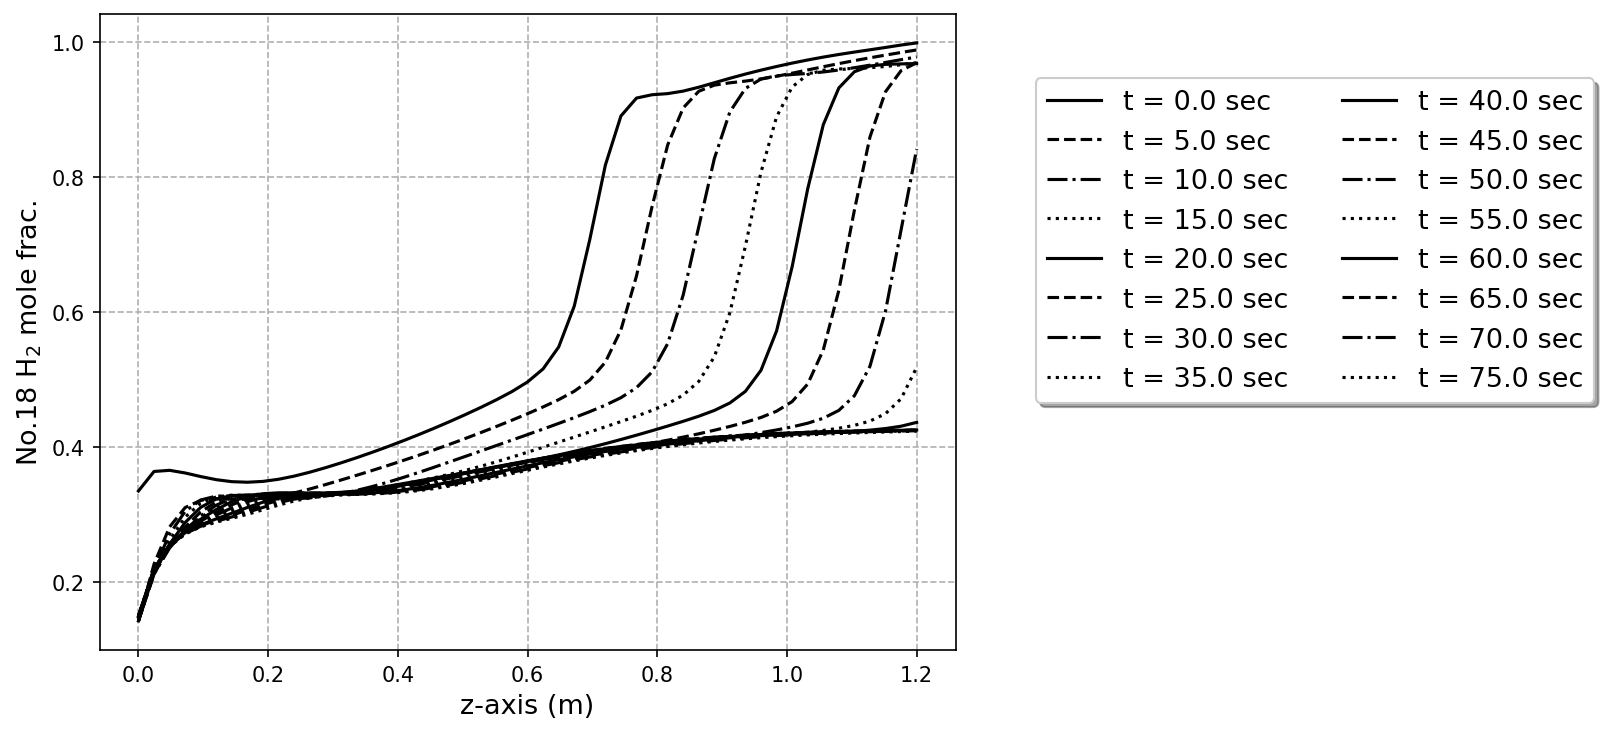 1.0
0.8
0.6
0.4
0.2
No.18 H₂ mole frac.
0.0 0.2 0.4 0.6 0.8 1.0 1.2
z-axis (m)
t = 0.0 sec
t = 5.0 sec
t = 10.0 sec
t = 15.0 sec
t = 20.0 sec
t = 25.0 sec
t = 30.0 sec
t = 35.0 sec
t = 40.0 sec
t = 45.0 sec
t = 50.0 sec
t = 55.0 sec
t = 60.0 sec
t = 65.0 sec
t = 70.0 sec
t = 75.0 sec